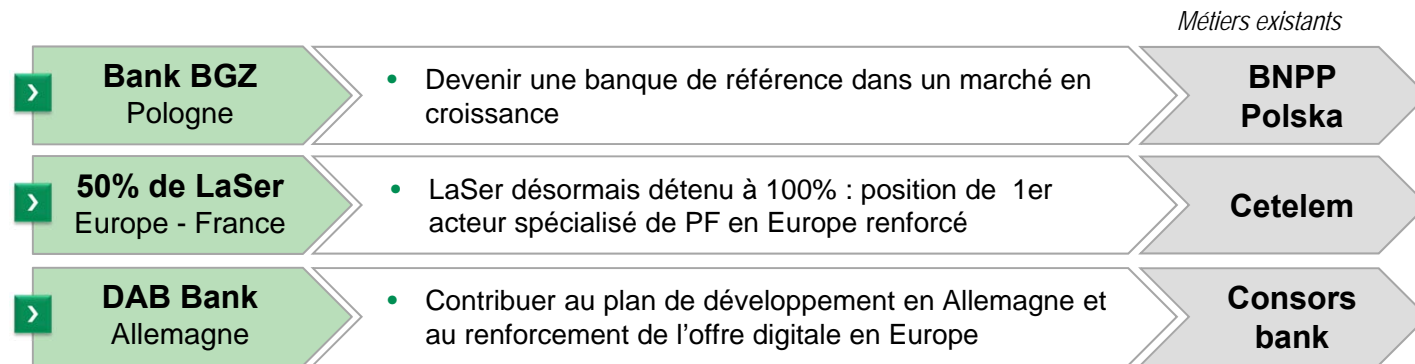 Métiers existants
Bank BGZ
Pologne
• Devenir une banque de référence dans un marché en
croissance
BNPP
Polska
50% de LaSer
Europe - France
• LaSer désormais détenu à 100% : position de 1er
acteur spécialisé de PF en Europe renforcé
Cetelem
DAB Bank
Allemagne
• Contribuer au plan de développement en Allemagne et
au renforcement de l’offre digitale en Europe
Consors
bank